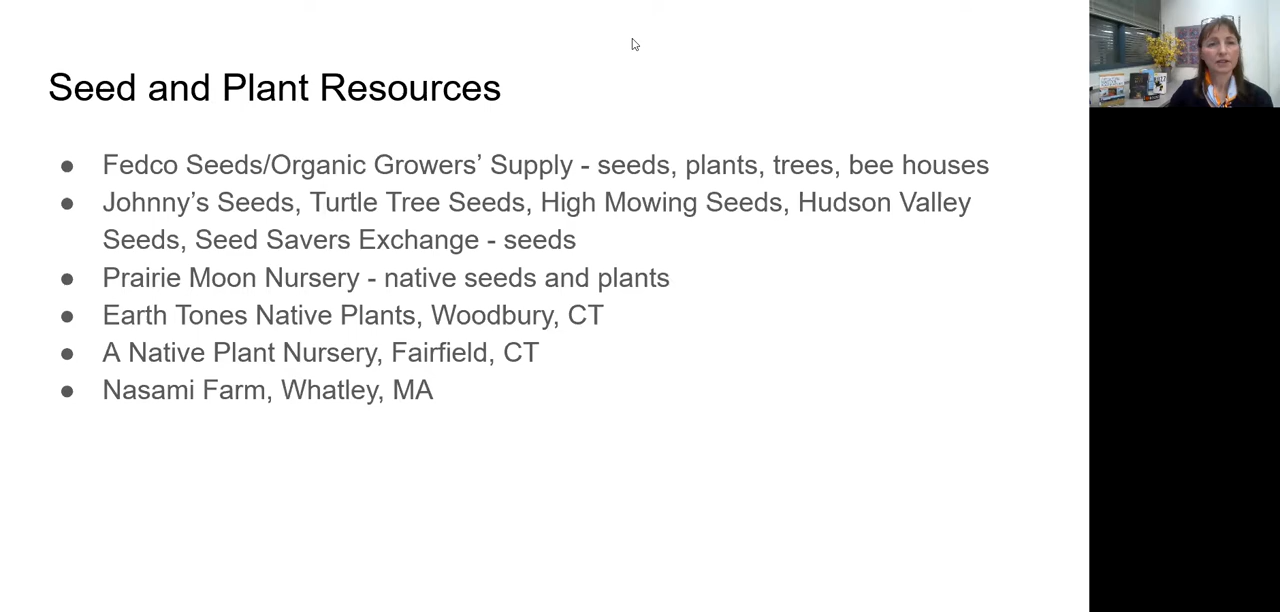 Seed and Plant Resources
● Fedco Seeds/Organic Growers’ Supply - seeds, plants, trees, bee houses
● Johnny’s Seeds, Turtle Tree Seeds, High Mowing Seeds, Hudson Valley
Seeds, Seed Savers Exchange - seeds
● Prairie Moon Nursery - native seeds and plants
● Earth Tones Native Plants, Woodbury, CT
● A Native Plant Nursery, Fairfield, CT
● Nasami Farm, Whatley, MA